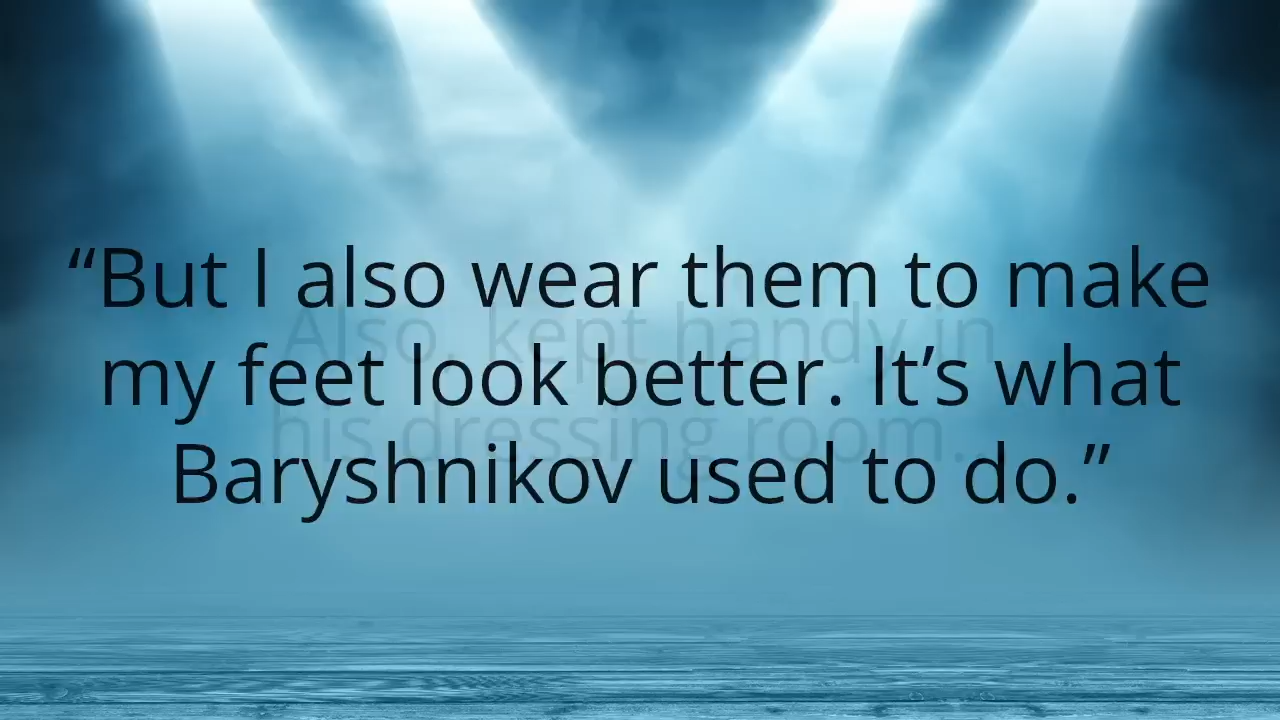 “But I also wear them to make
my feet look better. It’s what
Baryshnikov used to do.”
Also, kept handy in
his dressing room..